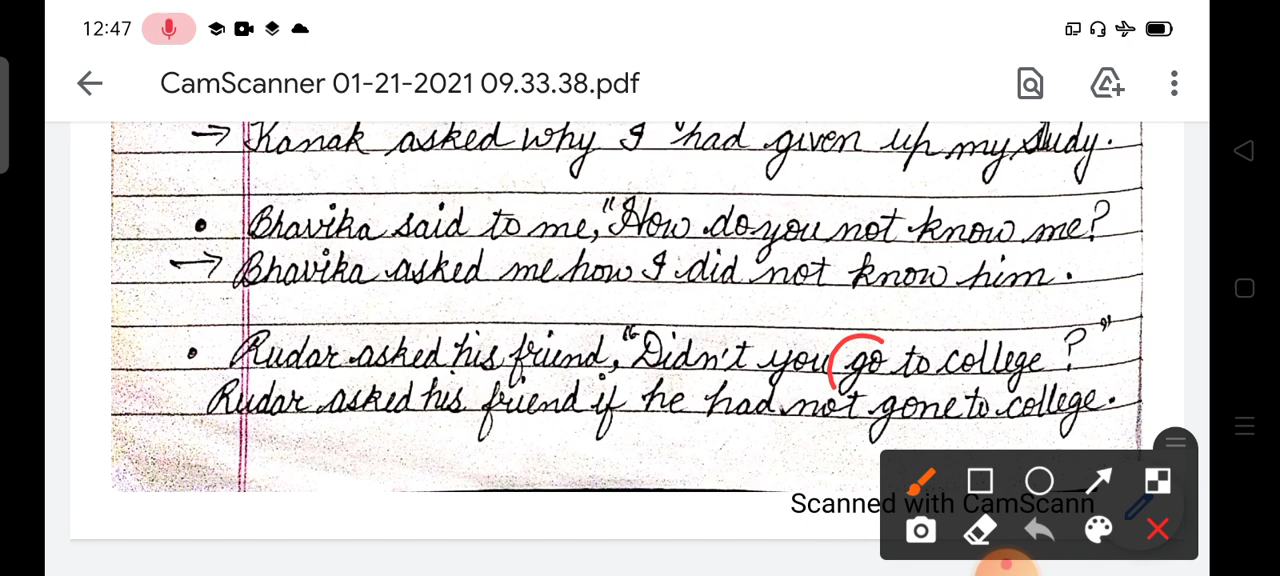 12:47
CamScanner 01-21-2021 09.33.38.pdf
→ Kanak asked why I had given up my study.
• Bhavika said to me, "How do you not know me?
→ Bhavika asked me how I did not know him.
• Rudar asked his friend, "Didn't you go to college?"
Rudar asked his friend if he had not gone to college.
Scanned with CamScann